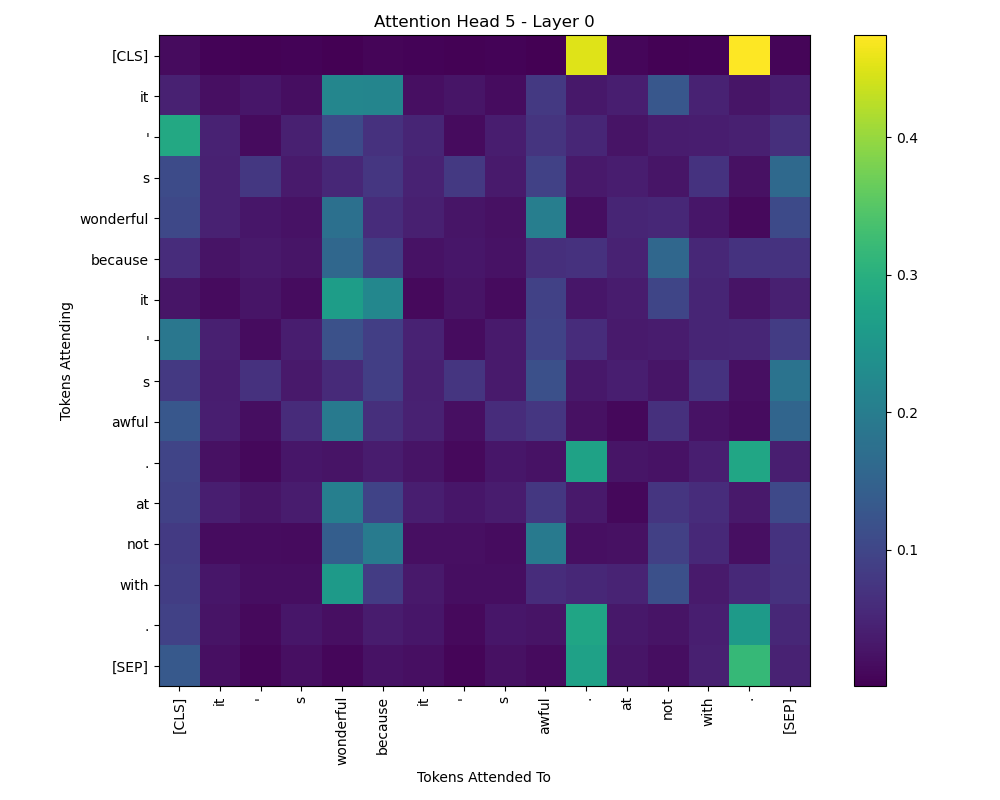 Attention Head 5 - Layer 0
[CLS]
it
'
s
wonderful
because
it
'
s
awful
.
at
not
with
.
[SEP]
Tokens Attending
[CLS]
it
'
s
wonderful
because
it
'
s
awful
.
at
not
with
.
[SEP]
Tokens Attended To
0.4
0.3
0.2
0.1